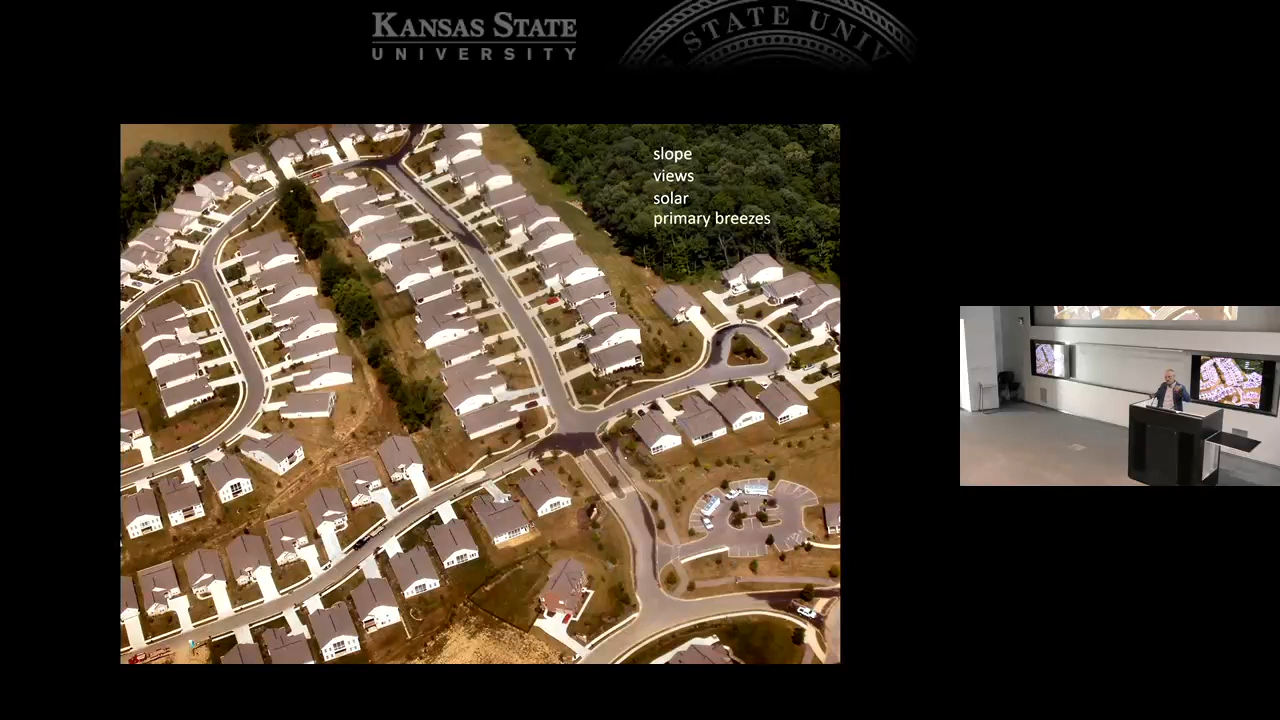 KANSAS STATE
UNIVERSITY
STATE UNIV
slope
views
solar
primary breezes